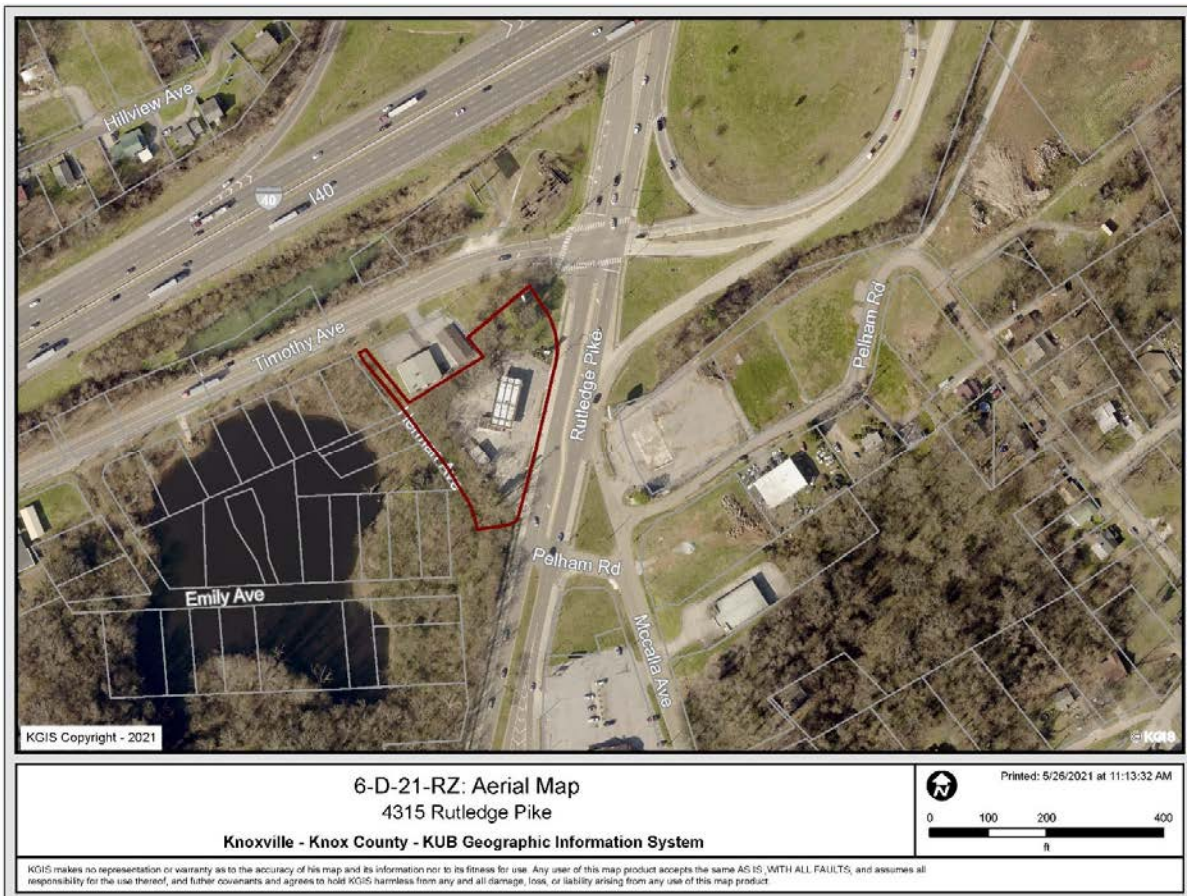 Hillview Ave
40
I40
Timothy Ave
Rutledge Pike
Pelham Rd
Emily Ave
Pelham Rd
Mccalla Ave
KGIS Copyright - 2021
© KGIS
6-D-21-RZ: Aerial Map
4315 Rutledge Pike
Knoxville - Knox County - KUB Geographic Information System
N
Printed: 5/26/2021 at 11:13:32 AM
0 100 200 400
ft
KGIS makes no representation or warranty as to the accuracy of his map and its information nor to its fitness for use. Any user of this map product accepts the same AS IS ,WITH ALL FAULTS, and assumes all
responsibility for the use thereof, and futher covenants and agrees to hold KGIS harmless from any and all damage, loss, or liability arising from any use of this map product.